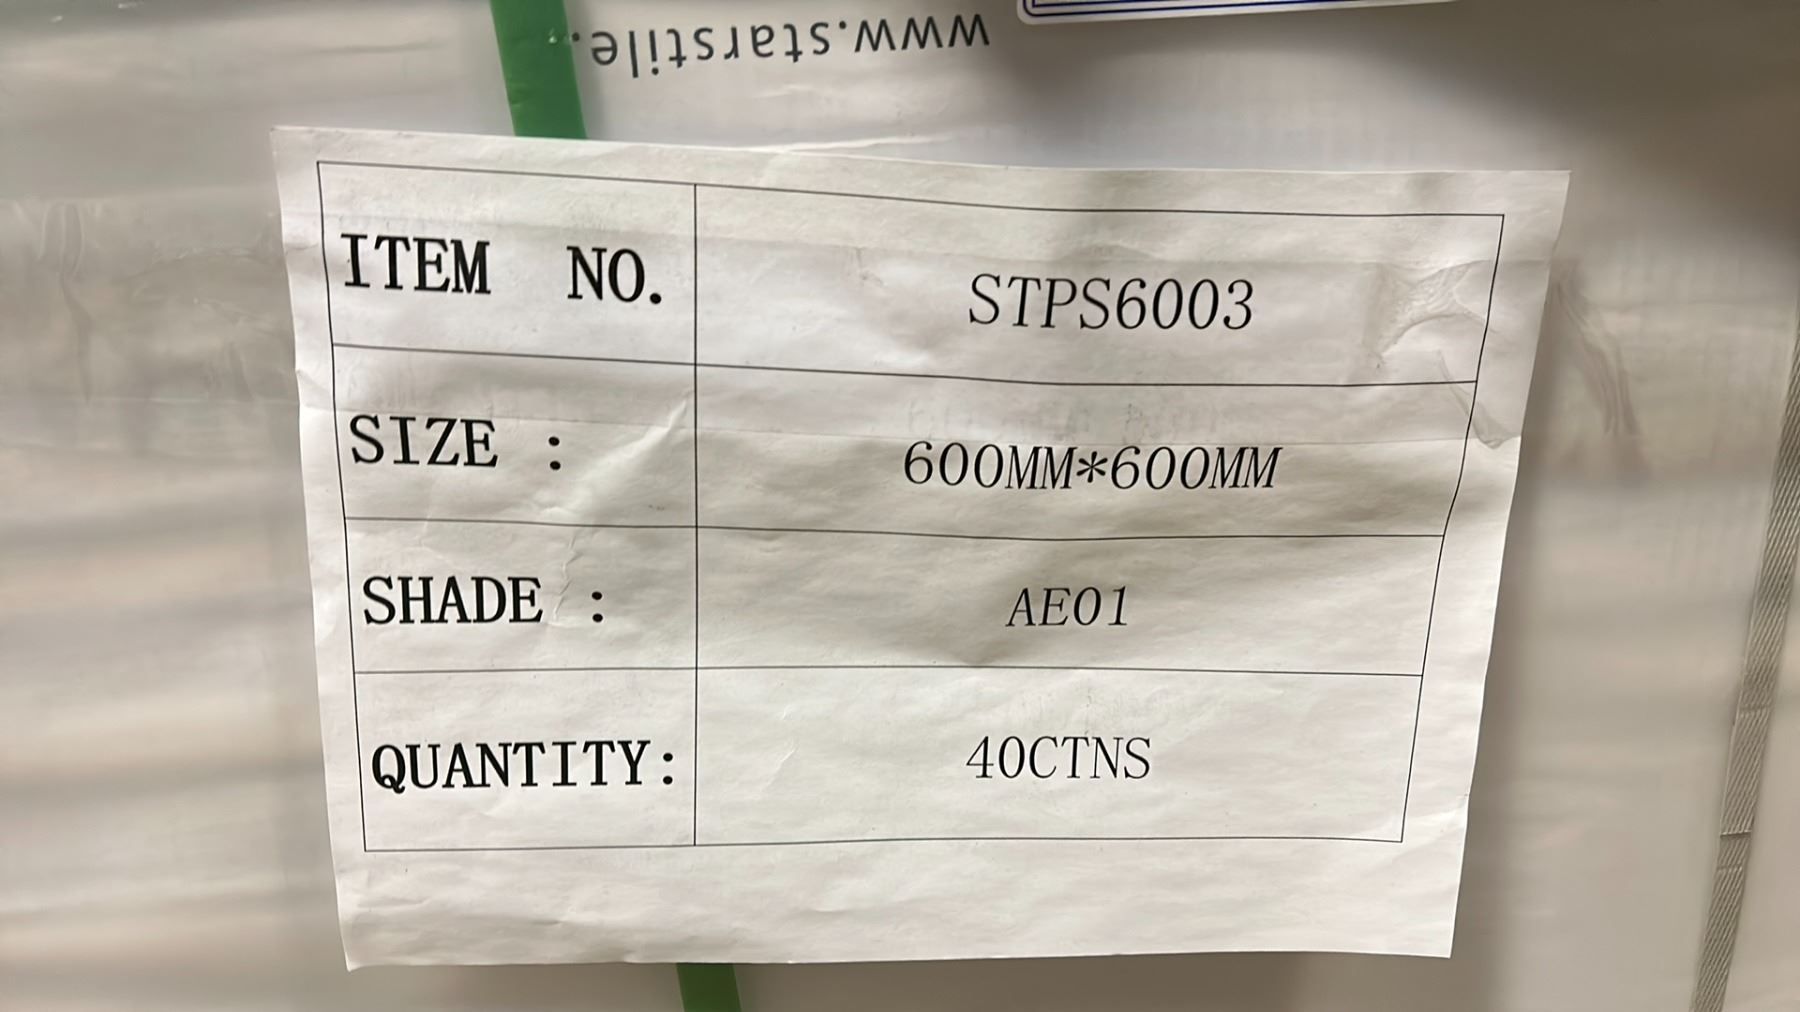 www.starstile.
ITEM NO. STPS6003
SIZE : 600MM*600MM
SHADE : AE01
QUANTITY: 40CTNS